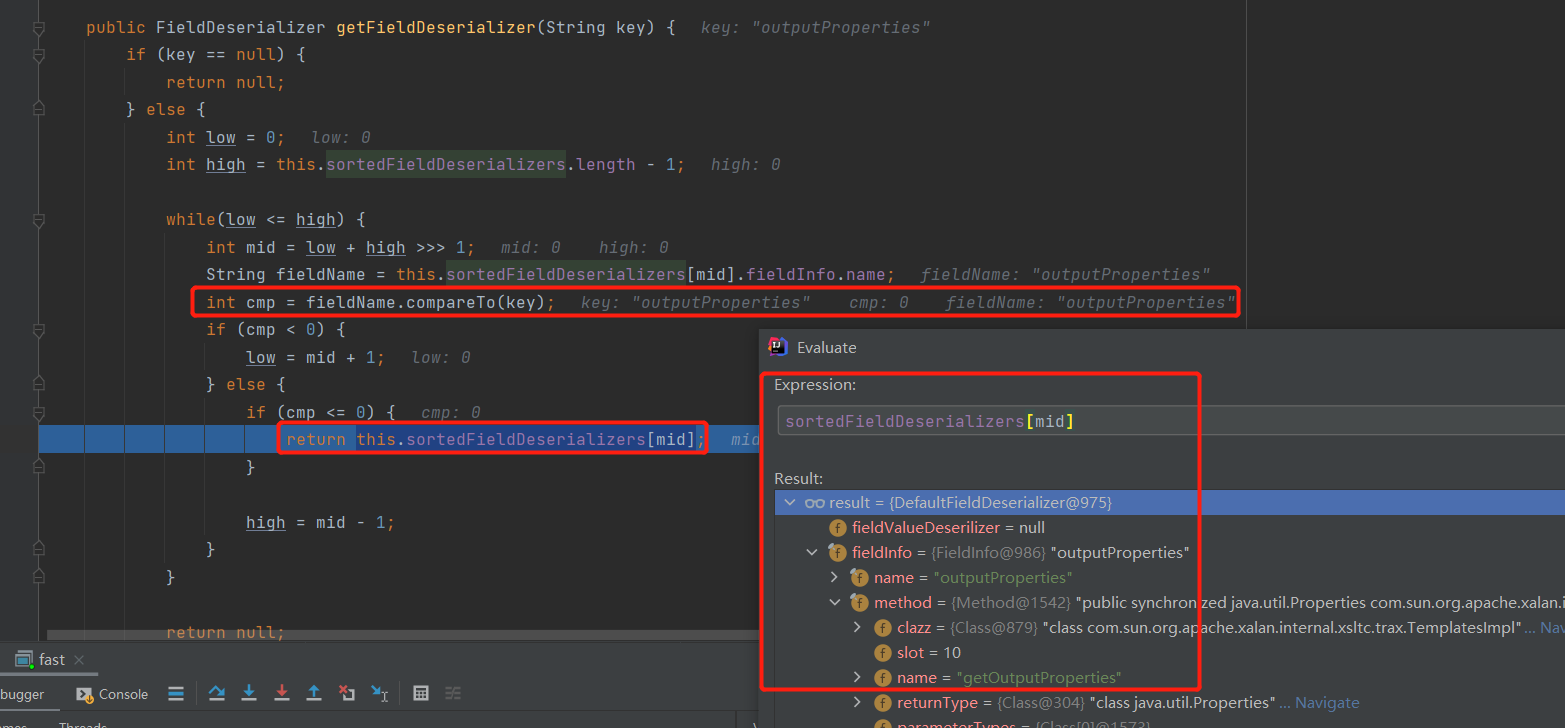 public FieldDeserializer getFieldDeserializer(String key) {   key: "outputProperties"
if (key == null) {
return null;
} else {
int low = 0;   low: 0
int high = this.sortedFieldDeserializers.length - 1;   high: 0
while(low <= high) {
int mid = low + high >>> 1;   mid: 0    high: 0
String fieldName = this.sortedFieldDeserializers[mid].fieldInfo.name;   fieldName: "outputProperties"
int cmp = fieldName.compareTo(key);   key: "outputProperties"    cmp: 0    fieldName: "outputProperties"
if (cmp < 0) {
low = mid + 1;   low: 0
} else {
if (cmp <= 0) {   cmp: 0
return this.sortedFieldDeserializers[mid];   mid
}
high = mid - 1;
}
}
return null;
Evaluate
Expression:
sortedFieldDeserializers[mid]
Result:
result = {DefaultFieldDeserializer@975}
fieldValueDeserilizer = null
fieldInfo = {FieldInfo@986} "outputProperties"
name = "outputProperties"
method = {Method@1542} "public synchronized java.util.Properties com.sun.org.apache.xalan.i
clazz = {Class@879} "class com.sun.org.apache.xalan.internal.xsltc.trax.TemplatesImpl" ... Nav
slot = 10
name = "getOutputProperties"
returnType = {Class@304} "class java.util.Properties" ... Navigate
parameterTypes = {Class[0]@1573}
fast
bugger
Console
Threads